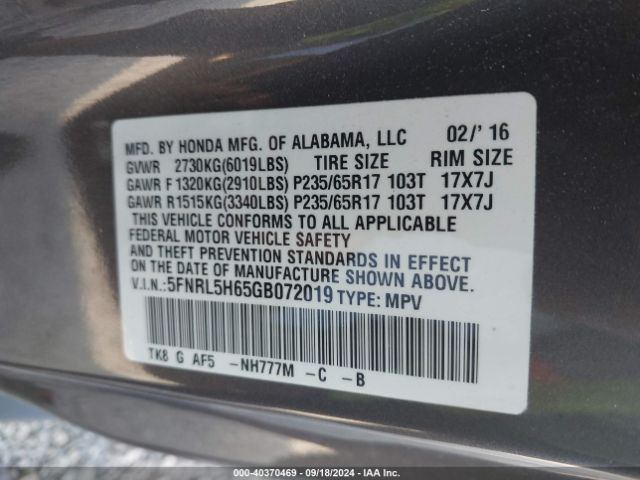 MFD. BY HONDA MFG. OF ALABAMA, LLC 02/' 16
GVWR 2730KG(6019LBS) TIRE SIZE RIM SIZE
GAWR F 1320KG(2910LBS) P235/65R17 103T 17X7J
GAWR R1515KG(3340LBS) P235/65R17 103T 17X7J
THIS VEHICLE CONFORMS TO ALL APPLICABLE
FEDERAL MOTOR VEHICLE SAFETY
AND THEFT PREVENTION STANDARDS IN EFFECT
ON THE DATE OF MANUFACTURE SHOWN ABOVE.
V.I.N.:5FNRL5H65GB072019 TYPE: MPV
TK8 G AF5 -NH777M -C -B
000-40370469 - 09/18/2024 - IAA Inc.